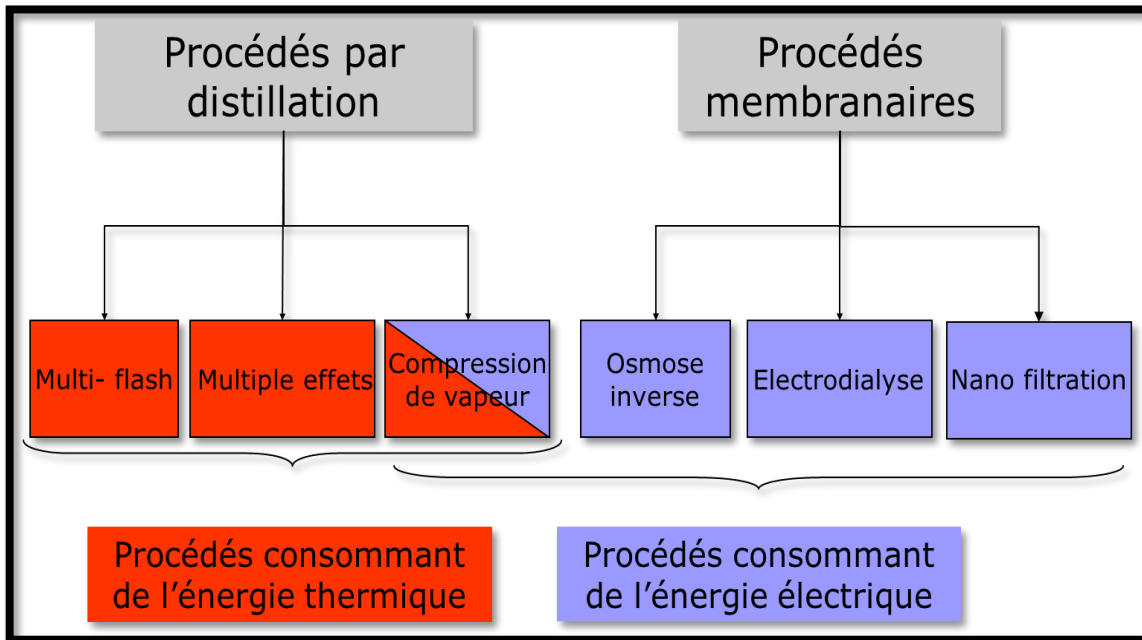 Procédés par
distillation
Procédés
membranaires
Multi- flash
Multiple effets
Compression
de vapeur
Osmose
inverse
Electrodialyse
Nano filtration
Procédés consommant
de l’énergie thermique
Procédés consommant
de l’énergie électrique